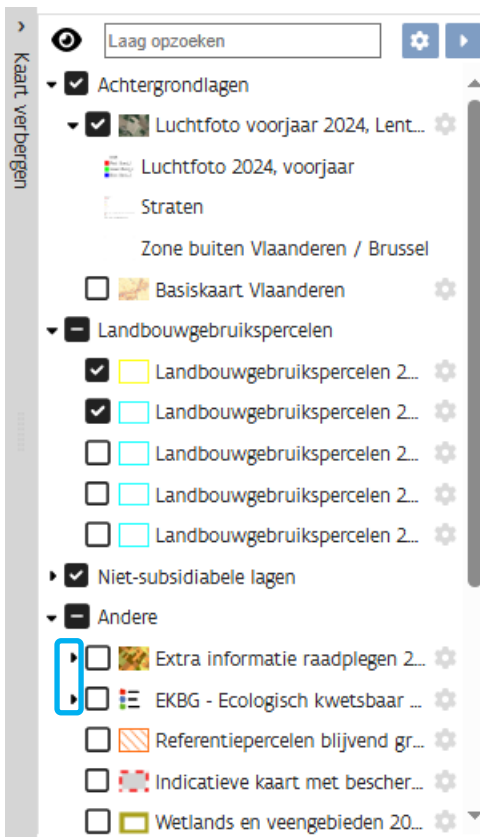 Kaart verbergen
Laag opzoeken
Achtergrondlagen
Luchtfoto voorjaar 2024, Lent...
Luchtfoto 2024, voorjaar
Straten
Zone buiten Vlaanderen / Brussel
Basiskaart Vlaanderen
Landbouwgebruikspercelen
Landbouwgebruikspercelen 2...
Landbouwgebruikspercelen 2...
Landbouwgebruikspercelen 2...
Landbouwgebruikspercelen 2...
Landbouwgebruikspercelen 2...
Niet-subsidiabele lagen
Andere
Extra informatie raadplegen 2...
EKBG - Ecologisch kwetsbaar ...
Referentiepercelen blijvend gr...
Indicatieve kaart met bescher...
Wetlands en veengebieden 20...